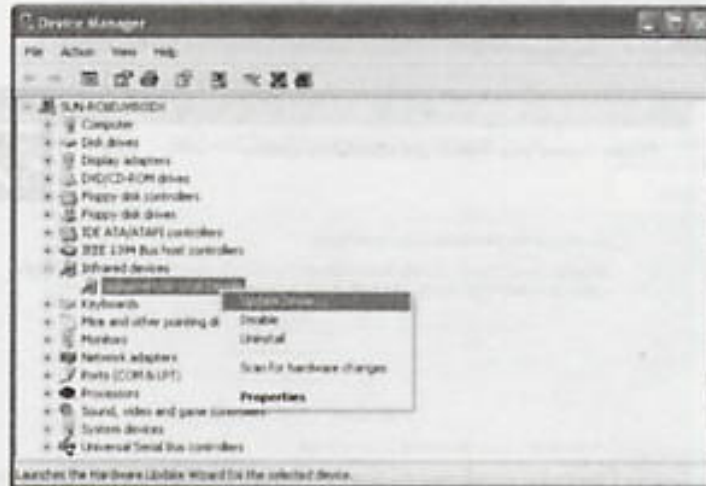 Device Manager
File Action View Help
Computer
Disk drives
Display adapters
DVD/CD-ROM drives
Floppy disk controllers
Floppy disk drives
IDE ATA/ATAPI controllers
IEEE 1394 Bus host controllers
Infrared devices
Keyboards
Mice and other pointing d
Monitors
Network adapters
Ports (COM & LPT)
Processors
Sound, video and game controllers
System devices
Universal Serial Bus controllers
Update Driver...
Disable
Uninstall
Scan for hardware changes
Properties
Launches the Hardware Update Wizard for the selected device.